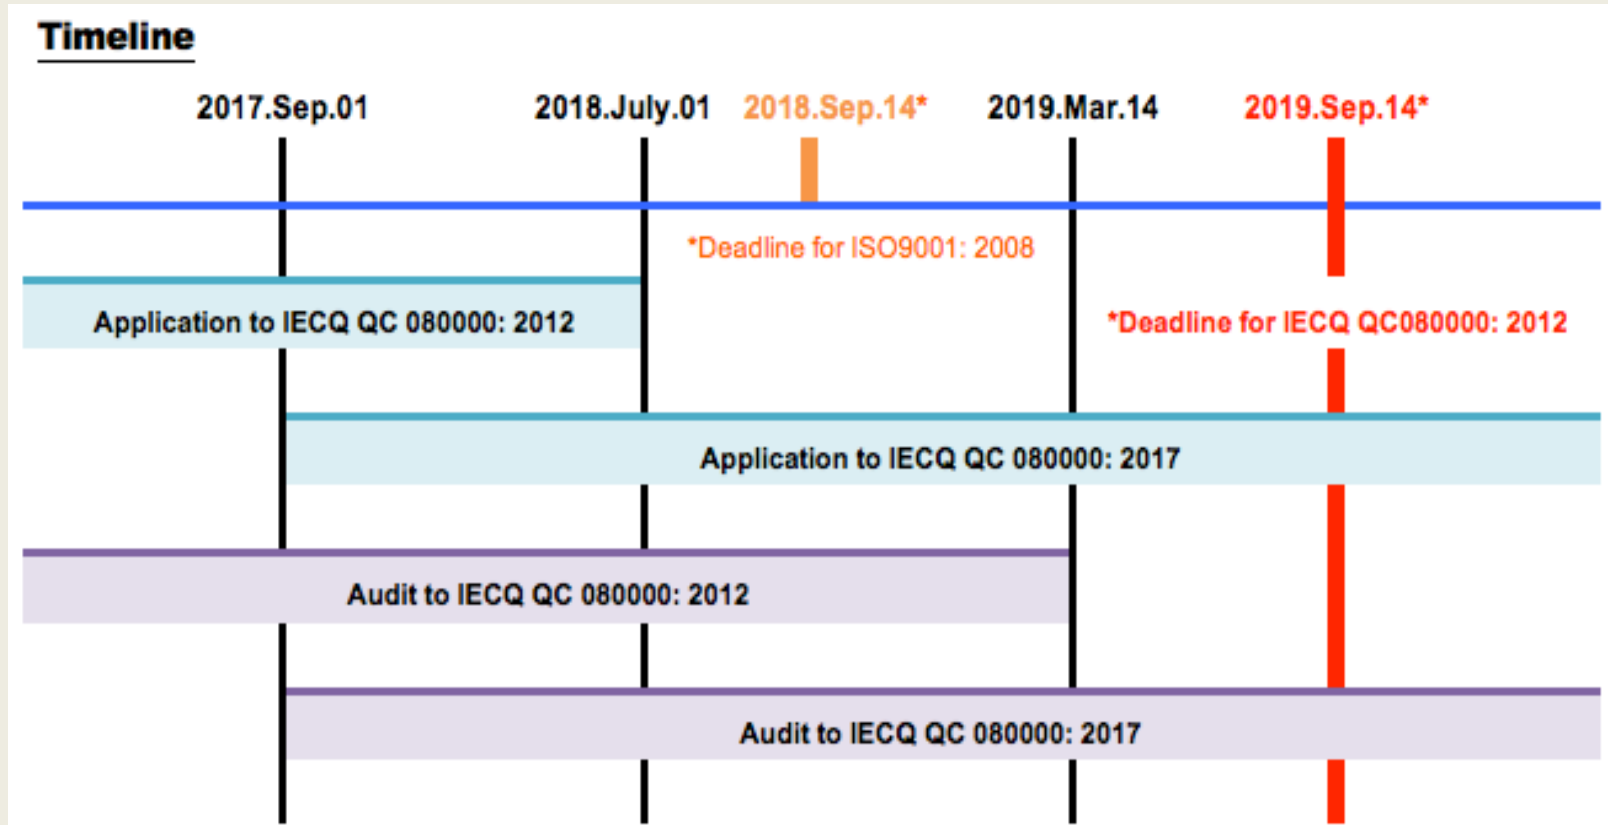 Timeline
2017.Sep.01
2018.July.01
2018.Sep.14*
2019.Mar.14
2019.Sep.14*
*Deadline for ISO9001: 2008
Application to IECQ QC 080000: 2012
*Deadline for IECQ QC080000: 2012
Application to IECQ QC 080000: 2017
Audit to IECQ QC 080000: 2012
Audit to IECQ QC 080000: 2017